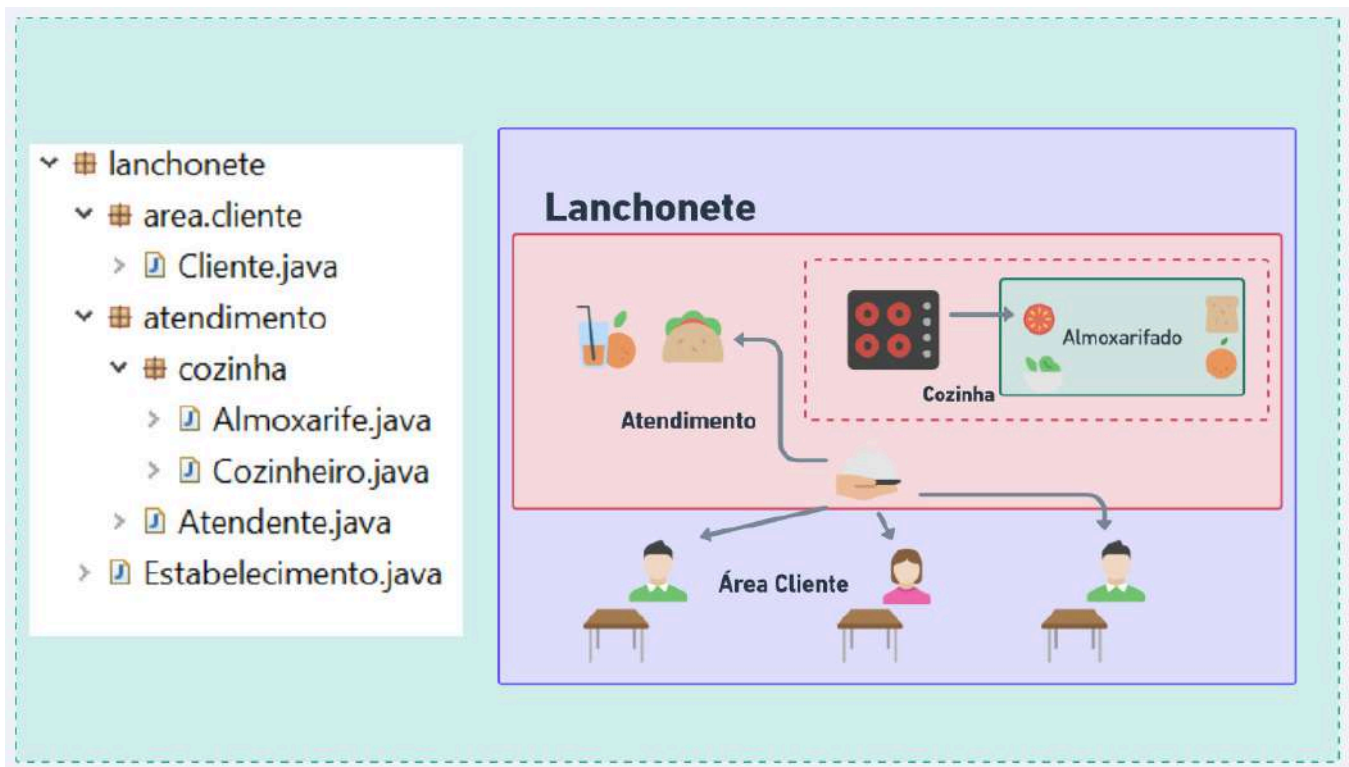 lanchonete
area.cliente
Cliente.java
atendimento
cozinha
Almoxarife.java
Cozinheiro.java
Atendente.java
Estabelecimento.java
Lanchonete
Almoxarifado
Cozinha
Atendimento
Área Cliente